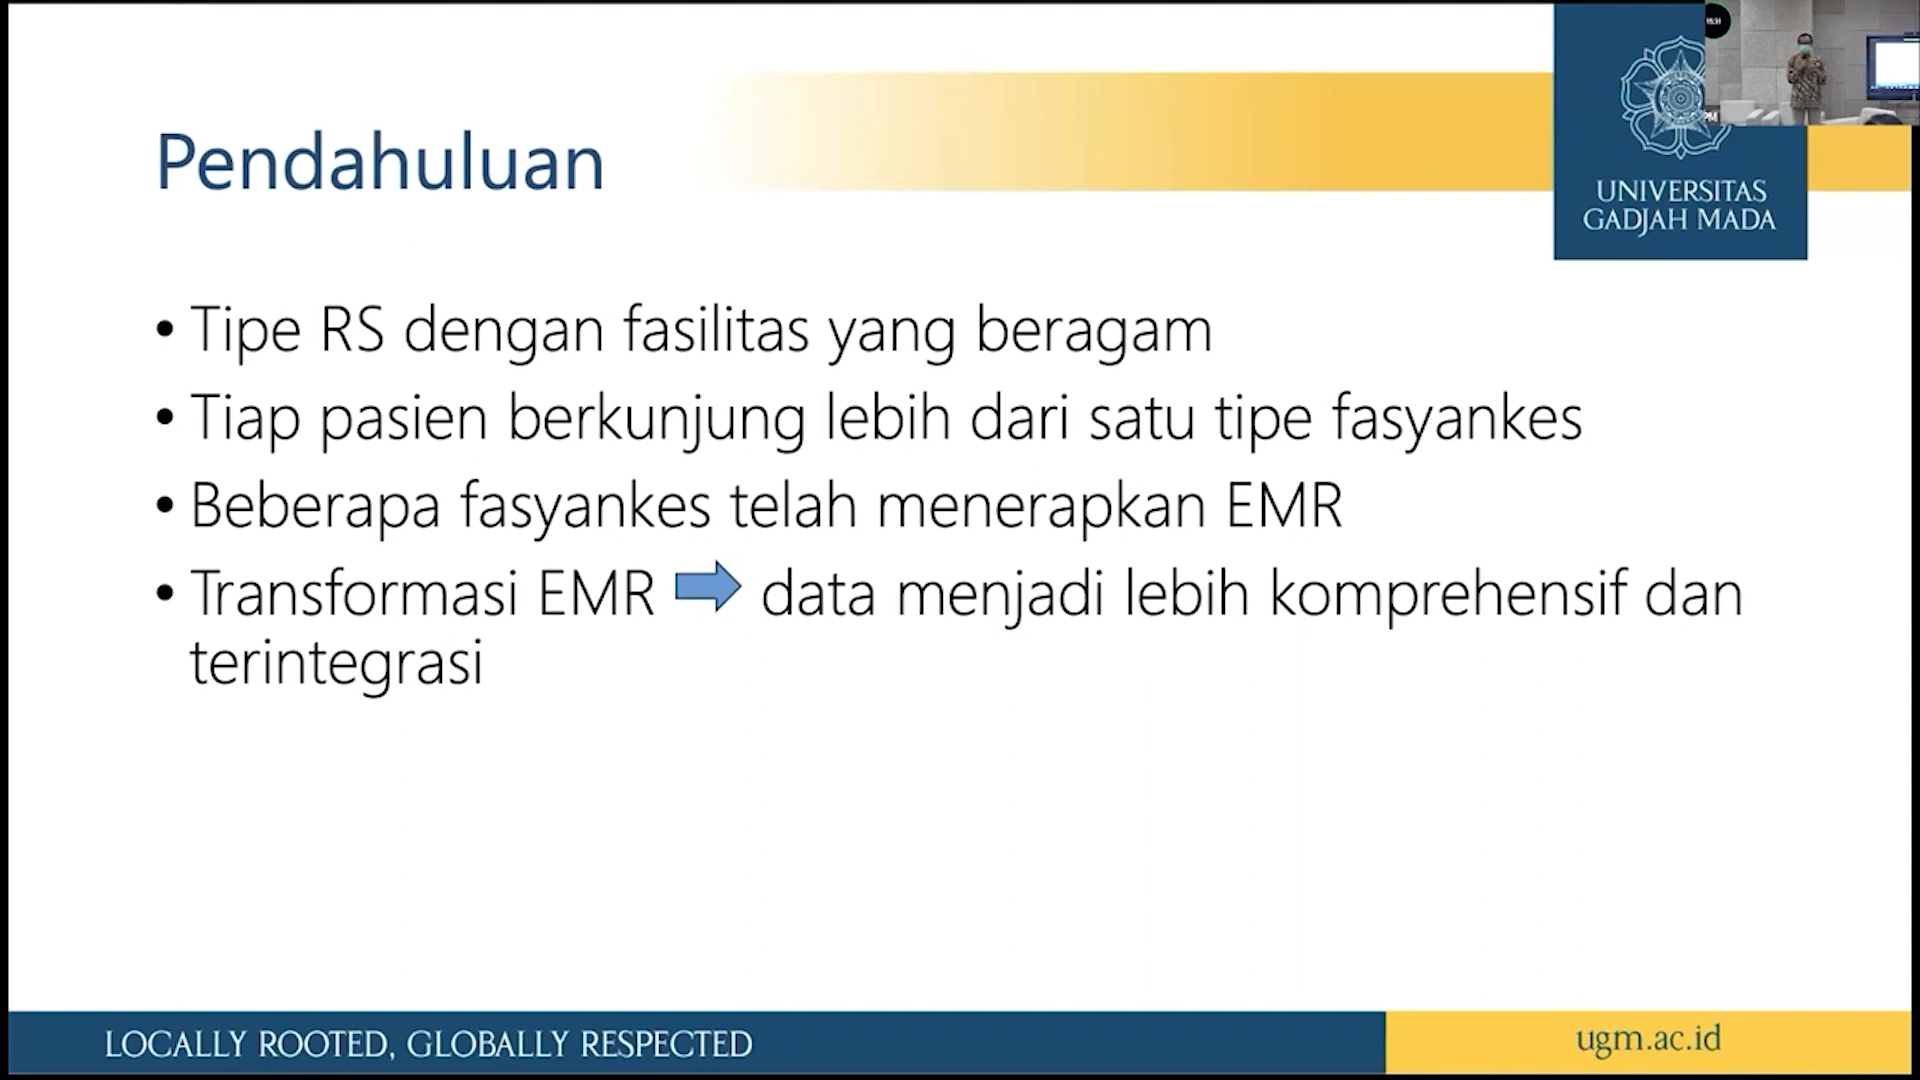 Pendahuluan
UNIVERSITAS
GADJAH MADA
• Tipe RS dengan fasilitas yang beragam
• Tiap pasien berkunjung lebih dari satu tipe fasyankes
• Beberapa fasyankes telah menerapkan EMR
• Transformasi EMR ➡ data menjadi lebih komprehensif dan
terintegrasi
LOCALLY ROOTED, GLOBALLY RESPECTED
ugm.ac.id